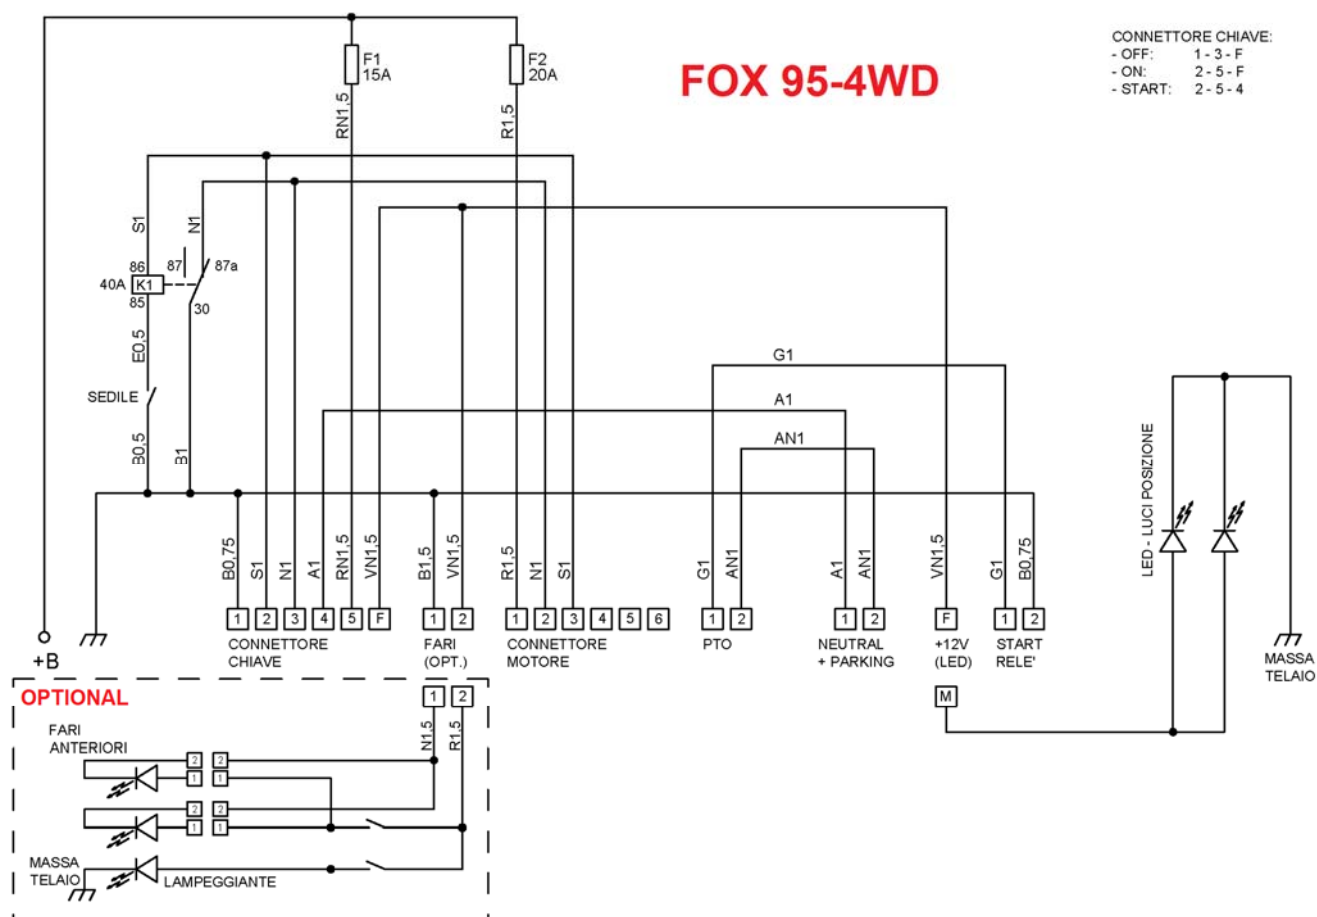 FOX 95-4WD
CONNETTORE CHIAVE:
- OFF: 1 - 3 - F
- ON: 2 - 5 - F
- START: 2 - 5 - 4
F1
15A
F2
20A
RN1,5
R1,5
S1
N1
86
87
87a
40A
K1
85
30
E0,5
SEDILE
B0,5
B1
G1
A1
AN1
B0,75
S1
N1
A1
RN1,5
VN1,5
B1,5
VN1,5
R1,5
N1
S1
G1
AN1
A1
AN1
VN1,5
G1
B0,75
LED - LUCI POSIZIONE
1 2 3 4 5 F
1 2
1 2 3 4 5 6
1 2
1 2
F
1 2
CONNETTORE
CHIAVE
FARI
(OPT.)
CONNETTORE
MOTORE
PTO
NEUTRAL
+ PARKING
+12V
(LED)
START
RELE'
MASSA
TELAIO
+B
M
OPTIONAL
1 2
N1,5
R1,5
FARI
ANTERIORI
2 2
1 1
2 2
1 1
MASSA
TELAIO
LAMPEGGIANTE